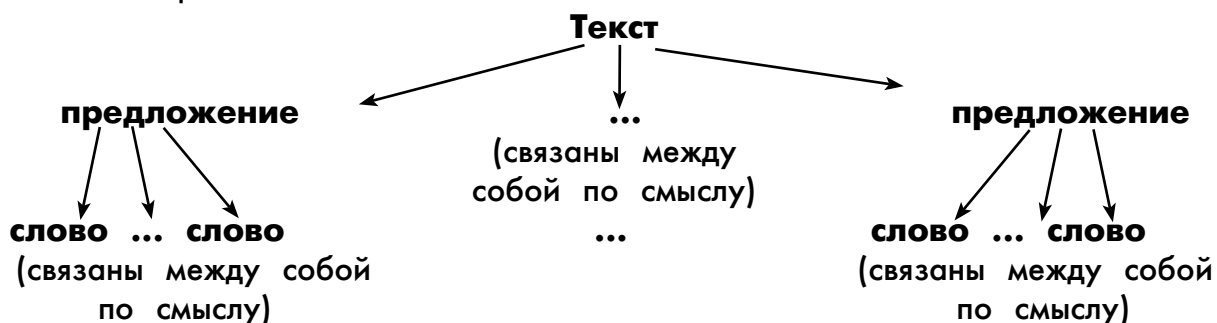 Текст
предложение ... предложение
(связаны между
собой по смыслу)
слово ... слово ... слово ... слово
(связаны между собой (связаны между собой
по смыслу) по смыслу)